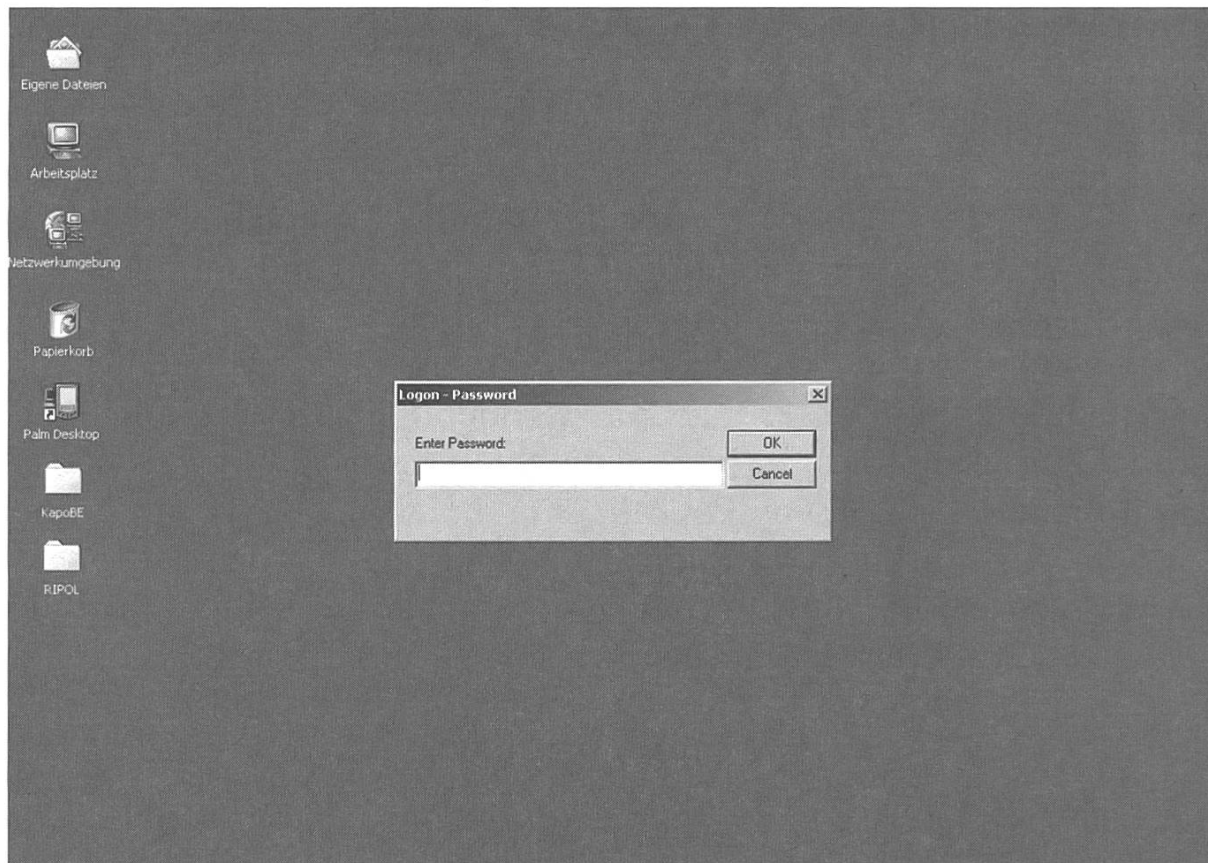 Eigene Dateien
Arbeitsplatz
Netzwerkumgebung
Papierkorb
Palm Desktop
KapoBE
RIPOL
Logon - Password
Enter Password:
OK
Cancel